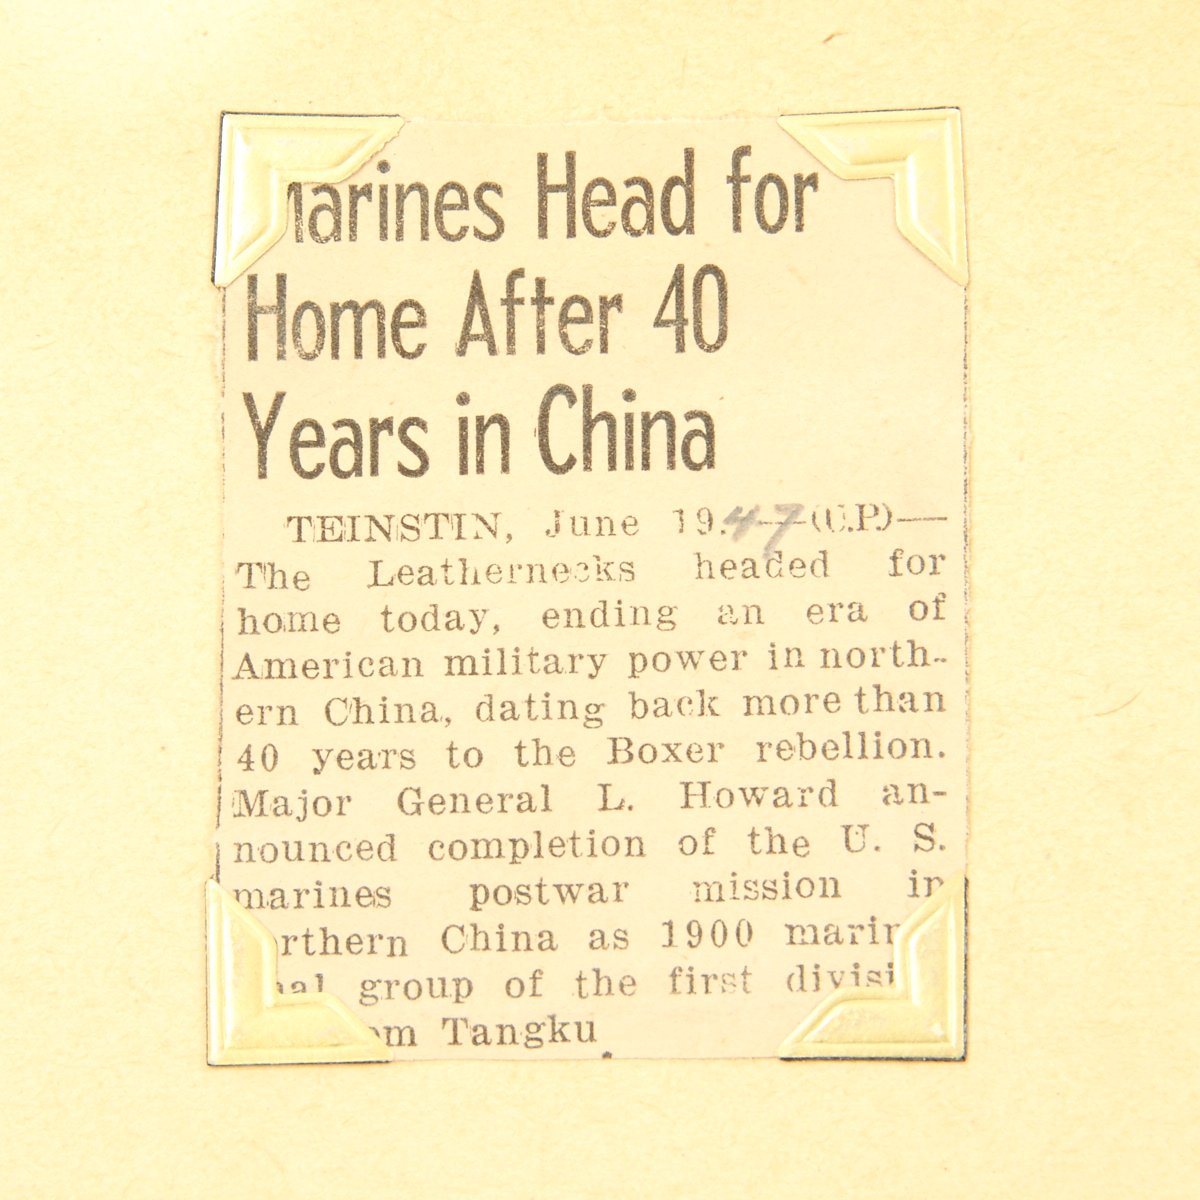 Marines Head for
Home After 40
Years in China
TEINSTIN, June 19.47—(U.P.)—
The Leathernecks headed for
home today, ending an era of
American military power in north-
ern China, dating back more than
40 years to the Boxer rebellion.
Major General L. Howard an-
nounced completion of the U. S.
marines postwar mission in
rthern China as 1900 marin
group of the first divisi
om Tangku